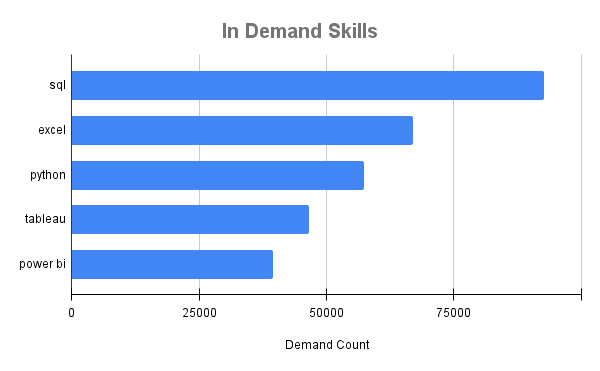 In Demand Skills
sql
excel
python
tableau
power bi
0 25000 50000 75000
Demand Count